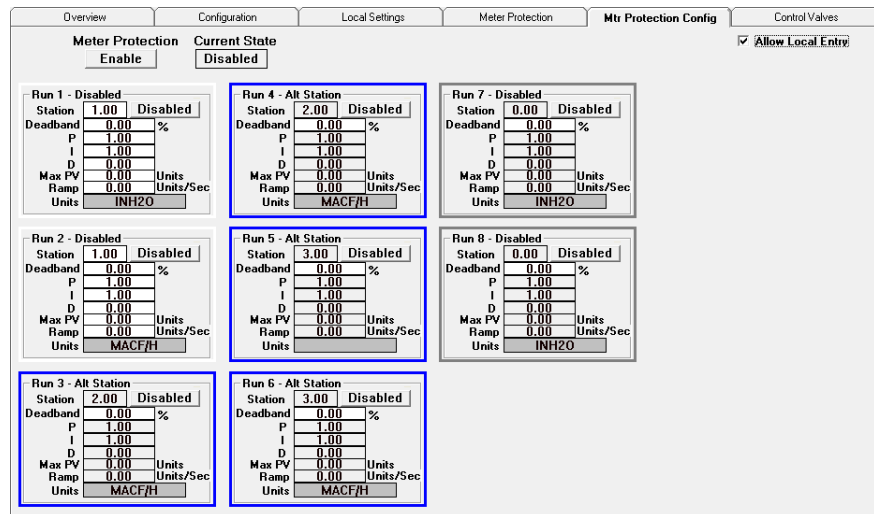 Overview Configuration Local Settings Meter Protection Mtr Protection Config Control Valves
Meter Protection Current State Allow Local Entry
Enable Disabled
Run 1 - Disabled
Station 1.00 Disabled
Deadband 0.00 %
P 1.00
I 1.00
D 0.00
Max PV 0.00 Units
Ramp 0.00 Units/Sec
Units INH2O
Run 4 - Alt Station
Station 2.00 Disabled
Deadband 0.00 %
P 1.00
I 1.00
D 0.00
Max PV 0.00 Units
Ramp 0.00 Units/Sec
Units MACF/H
Run 7 - Disabled
Station 0.00 Disabled
Deadband 0.00 %
P 1.00
I 1.00
D 0.00
Max PV 0.00 Units
Ramp 0.00 Units/Sec
Units INH2O
Run 2 - Disabled
Station 1.00 Disabled
Deadband 0.00 %
P 1.00
I 1.00
D 0.00
Max PV 0.00 Units
Ramp 0.00 Units/Sec
Units MACF/H
Run 5 - Alt Station
Station 3.00 Disabled
Deadband 0.00 %
P 1.00
I 1.00
D 0.00
Max PV 0.00 Units
Ramp 0.00 Units/Sec
Units
Run 8 - Disabled
Station 0.00 Disabled
Deadband 0.00 %
P 1.00
I 1.00
D 0.00
Max PV 0.00 Units
Ramp 0.00 Units/Sec
Units INH2O
Run 3 - Alt Station
Station 2.00 Disabled
Deadband 0.00 %
P 1.00
I 1.00
D 0.00
Max PV 0.00 Units
Ramp 0.00 Units/Sec
Units MACF/H
Run 6 - Alt Station
Station 3.00 Disabled
Deadband 0.00 %
P 1.00
I 1.00
D 0.00
Max PV 0.00 Units
Ramp 0.00 Units/Sec
Units MACF/H